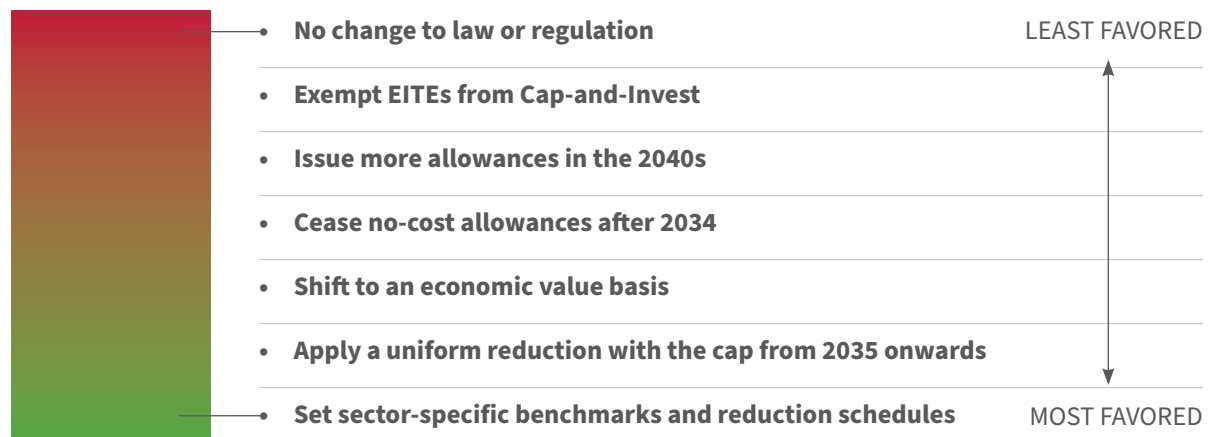 • No change to law or regulation LEAST FAVORED
• Exempt EITEs from Cap-and-Invest
• Issue more allowances in the 2040s
• Cease no-cost allowances after 2034
• Shift to an economic value basis
• Apply a uniform reduction with the cap from 2035 onwards
• Set sector-specific benchmarks and reduction schedules MOST FAVORED